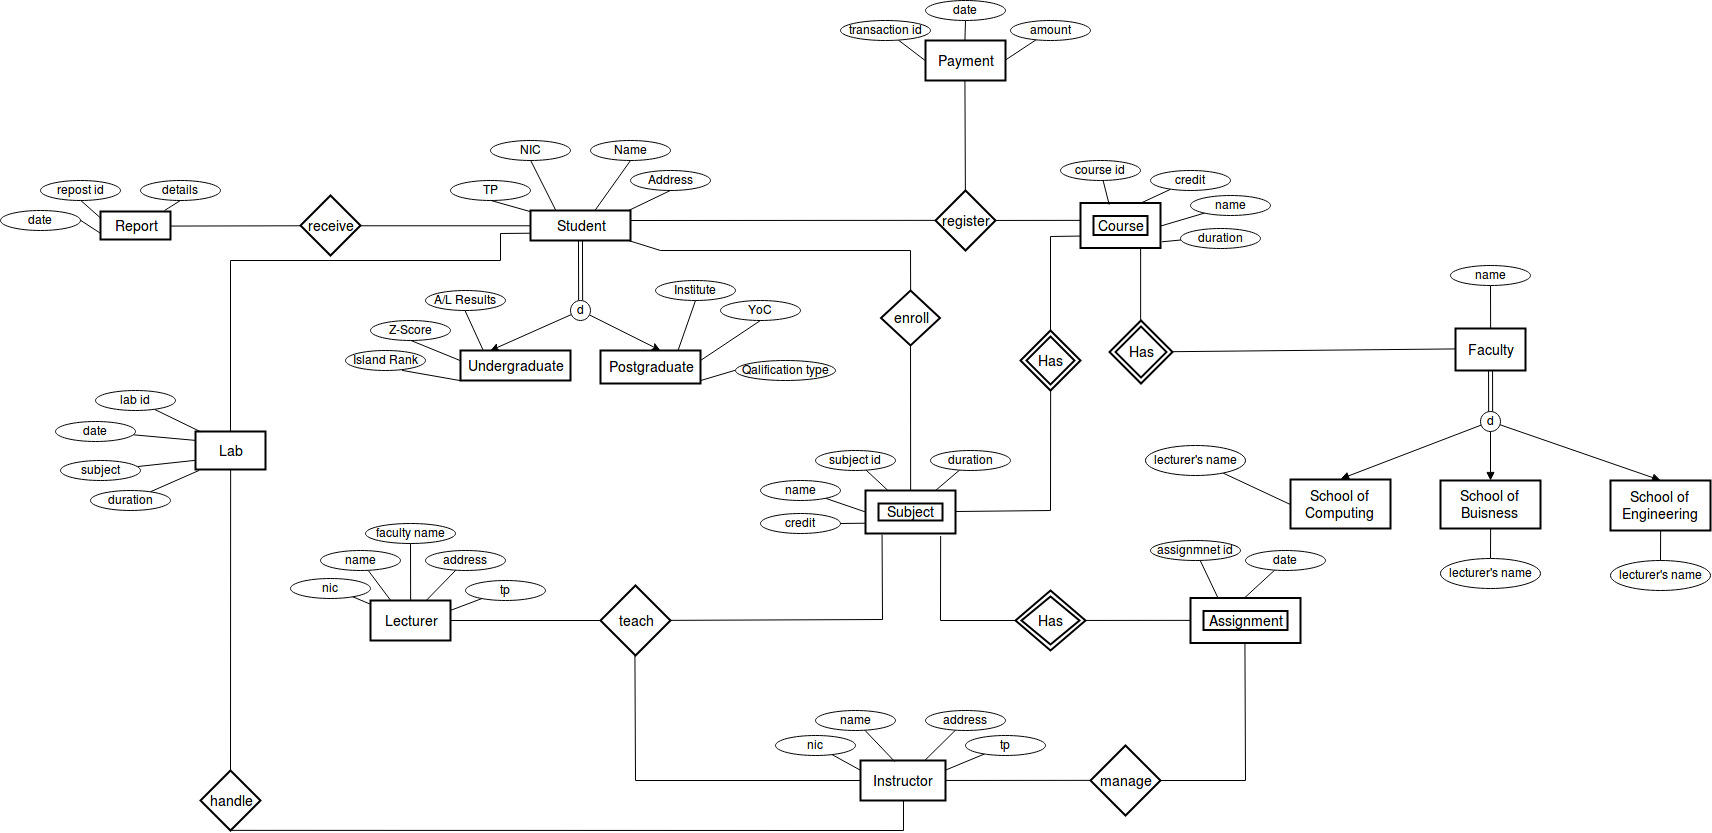 date
transaction id
amount
Payment
NIC
Name
TP
Address
Student
repost id
details
date
Report
receive
register
course id
credit
name
duration
Course
name
Faculty
enroll
Has
Has
d
A/L Results
Z-Score
Island Rank
Undergraduate
Institute
YoC
Qalification type
Postgraduate
lab id
date
subject
duration
Lab
d
lecturer's name
School of
Computing
School of
Buisness
School of
Engineering
lecturer's name
lecturer's name
subject id
duration
name
credit
Subject
faculty name
name
address
nic
tp
Lecturer
teach
Has
assignmnet id
date
Assignment
name
address
nic
tp
Instructor
manage
handle